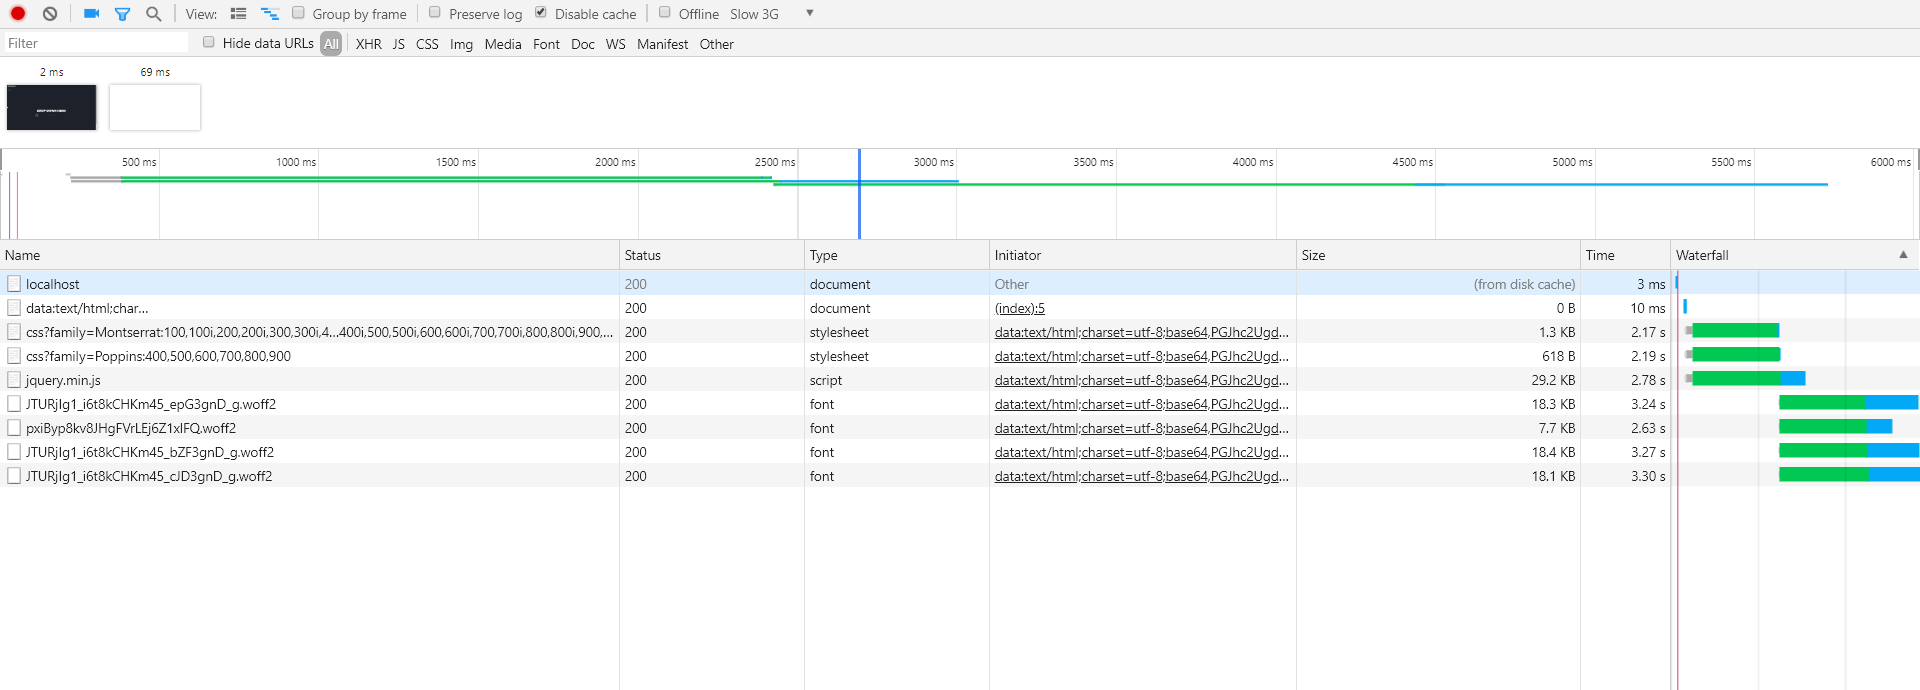 View: Group by frame Preserve log Disable cache Offline Slow 3G
Filter Hide data URLs All XHR JS CSS Img Media Font Doc WS Manifest Other
2 ms 69 ms
500 ms 1000 ms 1500 ms 2000 ms 2500 ms 3000 ms 3500 ms 4000 ms 4500 ms 5000 ms 5500 ms 6000 ms
Name Status Type Initiator Size Time Waterfall
localhost 200 document Other (from disk cache) 3 ms
data:text/html;char... 200 document (index):5 0 B 10 ms
css?family=Montserrat:100,100i,200,200i,300,300i,4...400i,500,500i,600,600i,700,700i,800,800i,900,... 200 stylesheet data:text/html;charset=utf-8;base64,PGJhc2Ugd... 1.3 KB 2.17 s
css?family=Poppins:400,500,600,700,800,900 200 stylesheet data:text/html;charset=utf-8;base64,PGJhc2Ugd... 618 B 2.19 s
jquery.min.js 200 script data:text/html;charset=utf-8;base64,PGJhc2Ugd... 29.2 KB 2.78 s
JTURjIg1_i6t8kCHKm45_epG3gnD_g.woff2 200 font data:text/html;charset=utf-8;base64,PGJhc2Ugd... 18.3 KB 3.24 s
pxiByp8kv8JHgFVrLEj6Z1xlFQ.woff2 200 font data:text/html;charset=utf-8;base64,PGJhc2Ugd... 7.7 KB 2.63 s
JTURjIg1_i6t8kCHKm45_bZF3gnD_g.woff2 200 font data:text/html;charset=utf-8;base64,PGJhc2Ugd... 18.4 KB 3.27 s
JTURjIg1_i6t8kCHKm45_cJD3gnD_g.woff2 200 font data:text/html;charset=utf-8;base64,PGJhc2Ugd... 18.1 KB 3.30 s